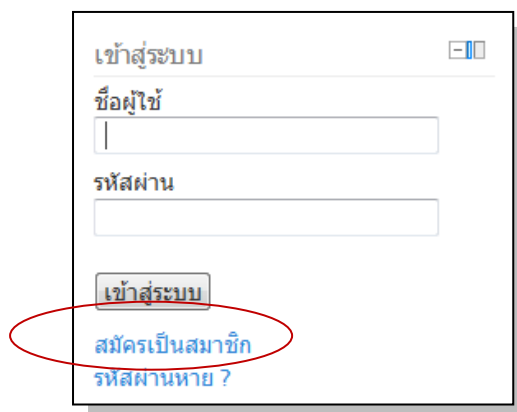 เข้าสู่ระบบ
ชื่อผู้ใช้
รหัสผ่าน
เข้าสู่ระบบ
สมัครเป็นสมาชิก
รหัสผ่านหาย ?